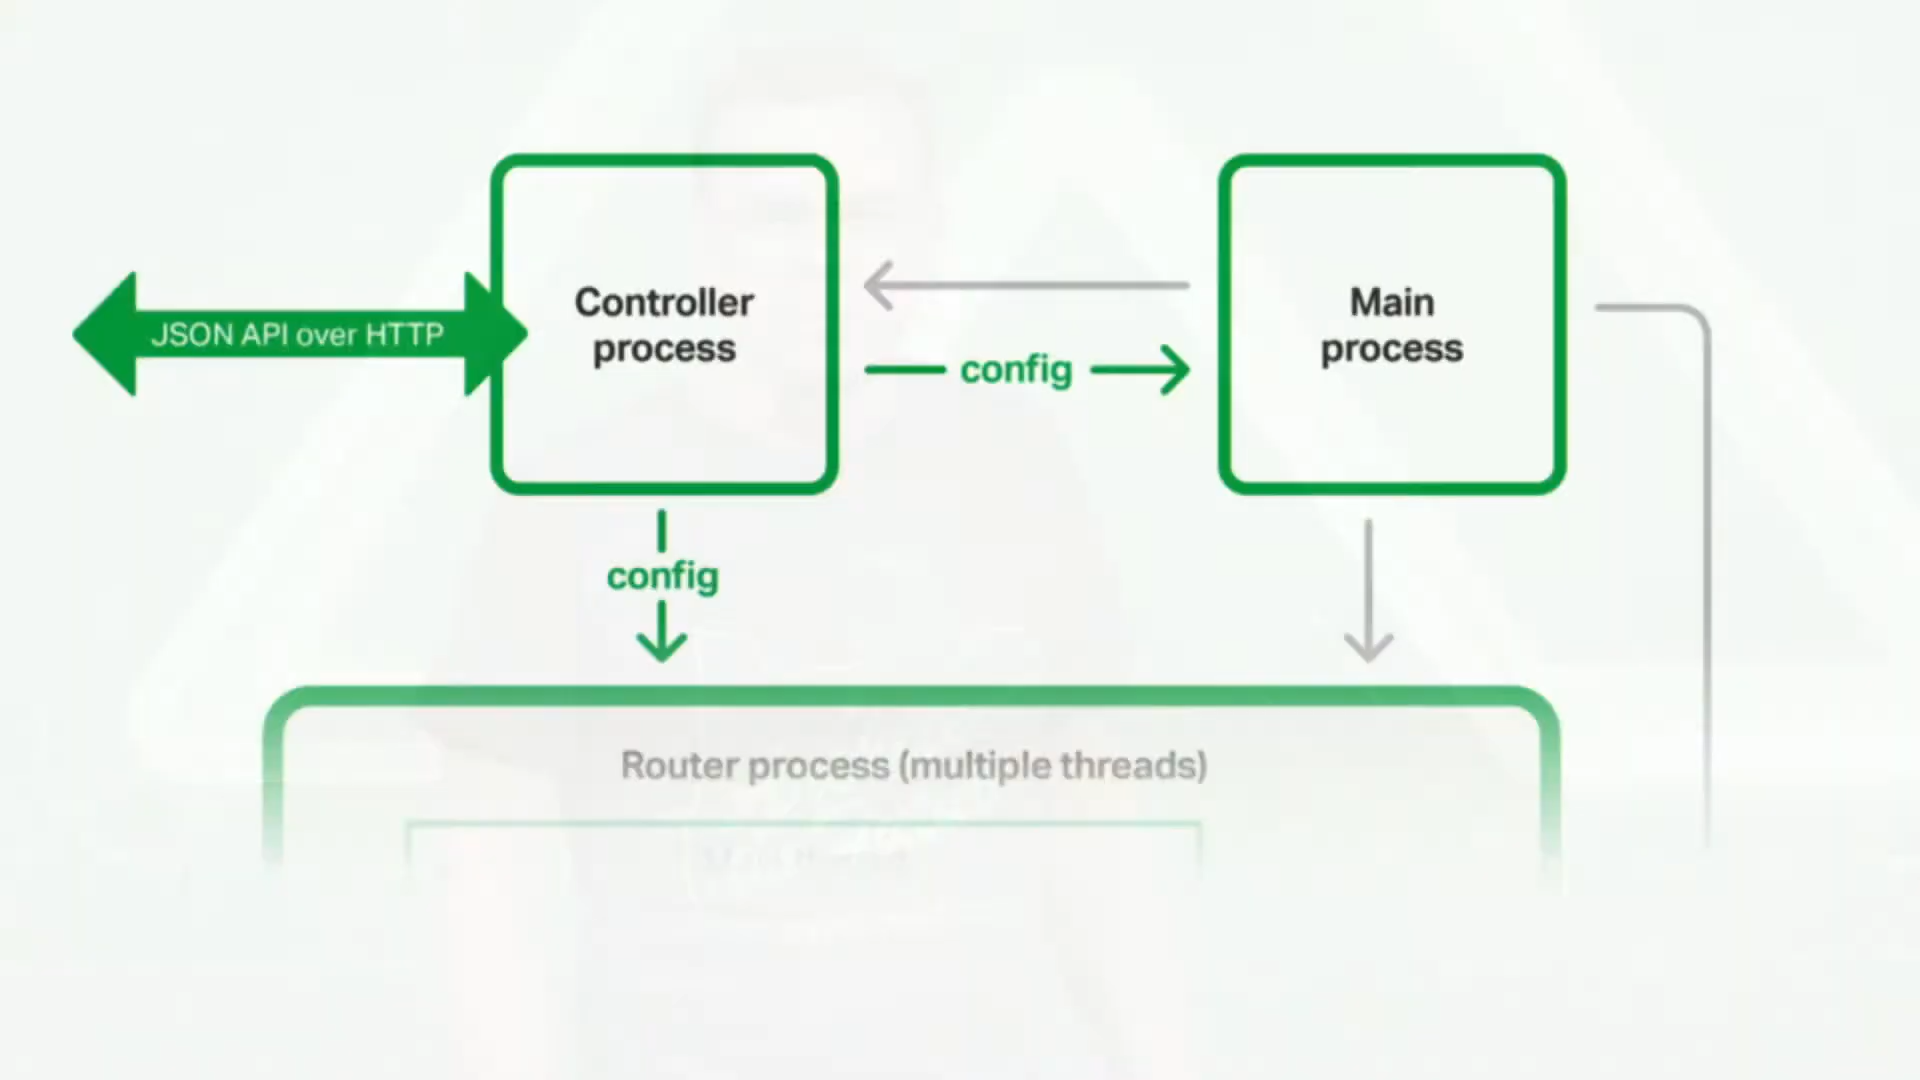 JSON API over HTTP
Controller
process
config
Main
process
config
Router process (multiple threads)